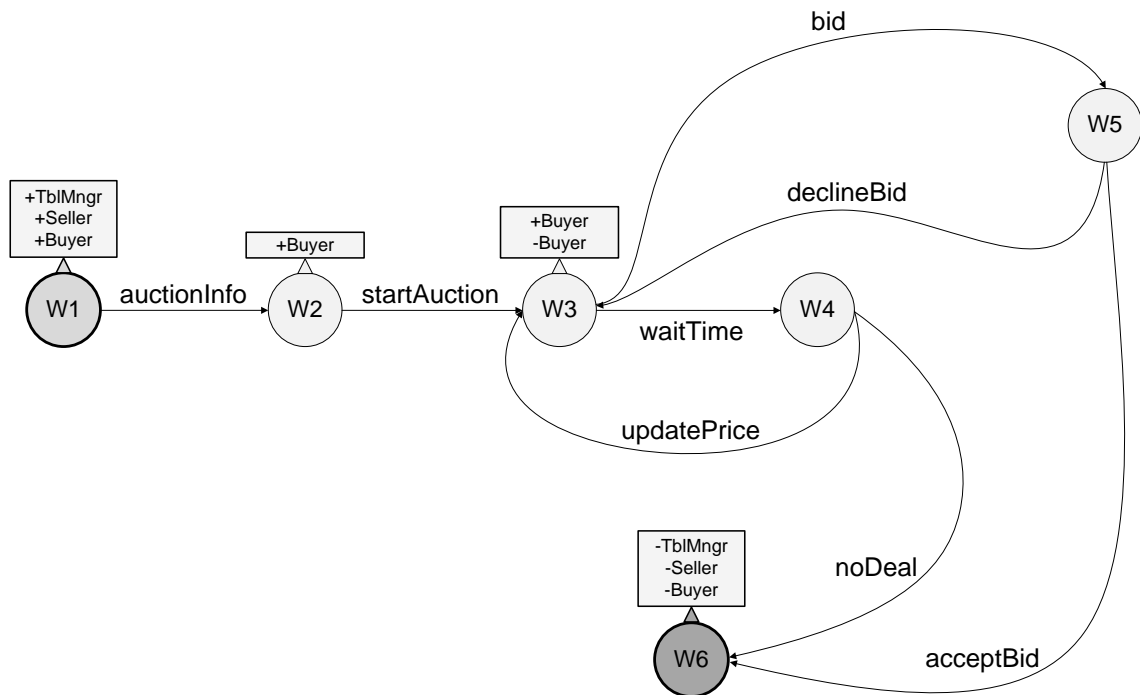 bid
W5
declineBid
+TblMngr
+Seller
+Buyer
+Buyer
+Buyer
-Buyer
W1
auctionInfo
W2
startAuction
W3
waitTime
W4
updatePrice
-TblMngr
-Seller
-Buyer
noDeal
W6
acceptBid